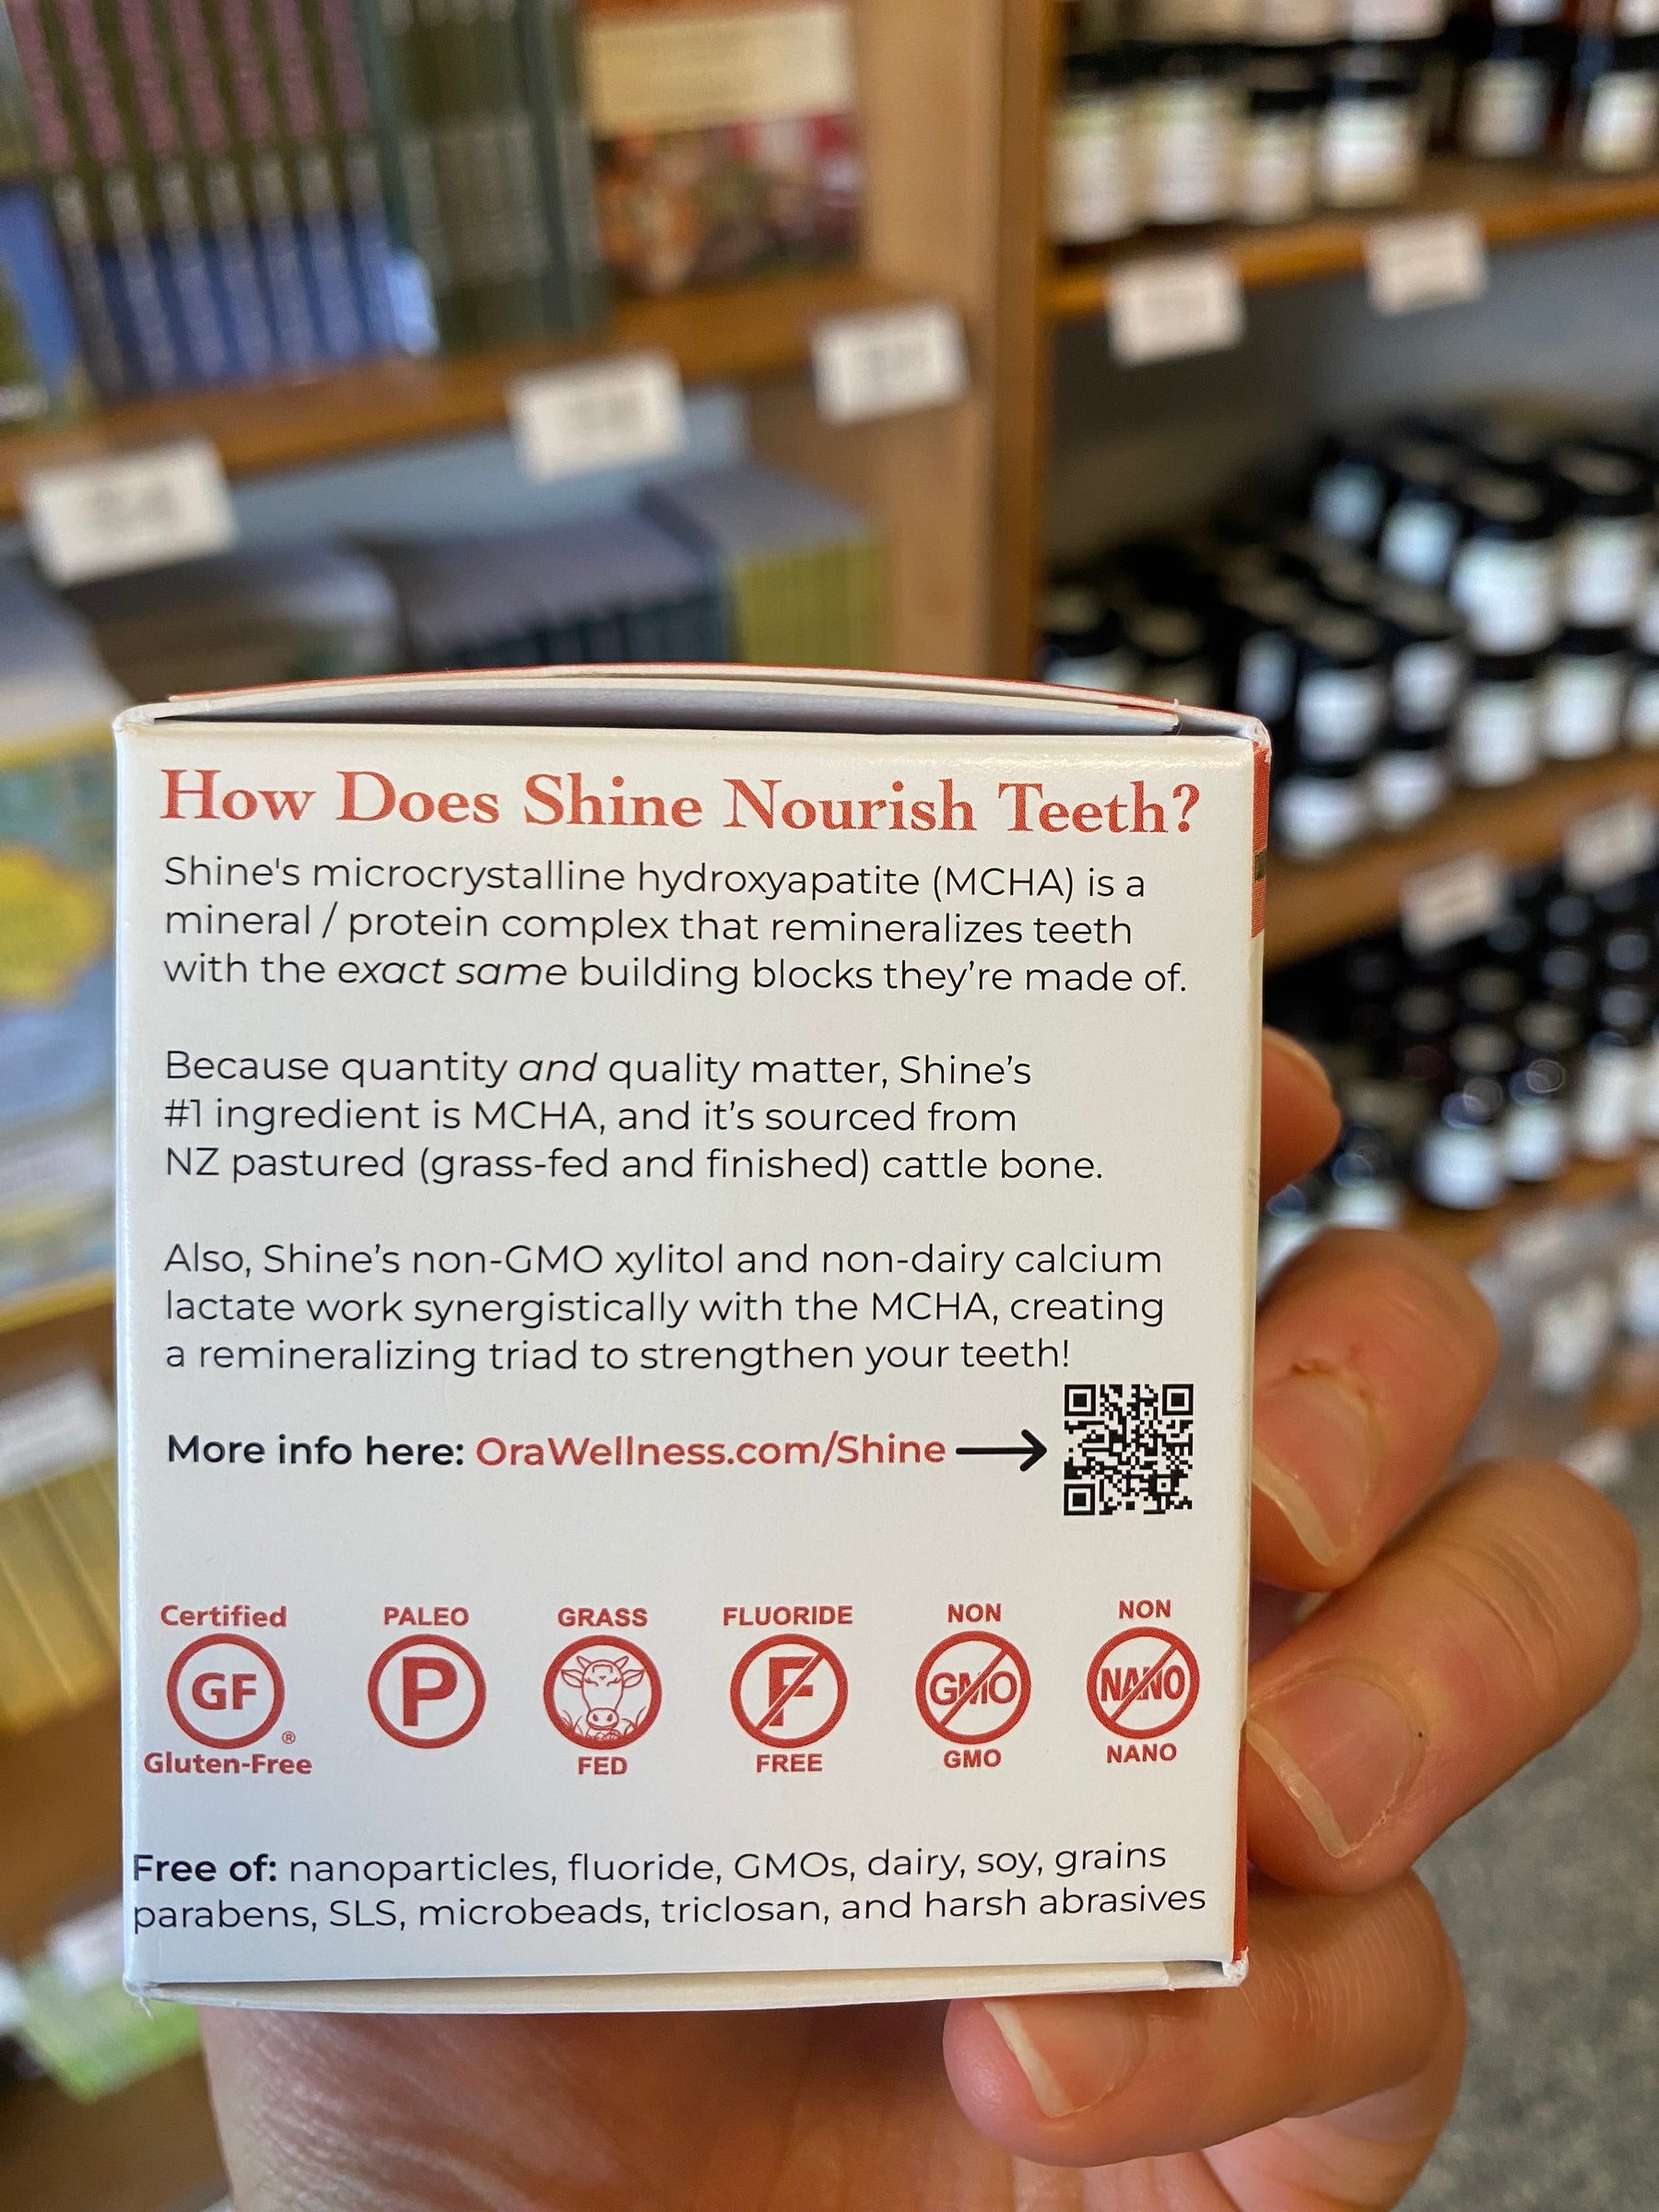 How Does Shine Nourish Teeth?
Shine's microcrystalline hydroxyapatite (MCHA) is a
mineral / protein complex that remineralizes teeth
with the exact same building blocks they're made of.
Because quantity and quality matter, Shine's
#1 ingredient is MCHA, and it's sourced from
NZ pastured (grass-fed and finished) cattle bone.
Also, Shine's non-GMO xylitol and non-dairy calcium
lactate work synergistically with the MCHA, creating
a remineralizing triad to strengthen your teeth!
More info here: OraWellness.com/Shine
Certified
GF
®
Gluten-Free
PALEO
P
GRASS
FED
FLUORIDE
F
FREE
NON
GMO
GMO
NON
NANO
NANO
Free of: nanoparticles, fluoride, GMOs, dairy, soy, grains
parabens, SLS, microbeads, triclosan, and harsh abrasives